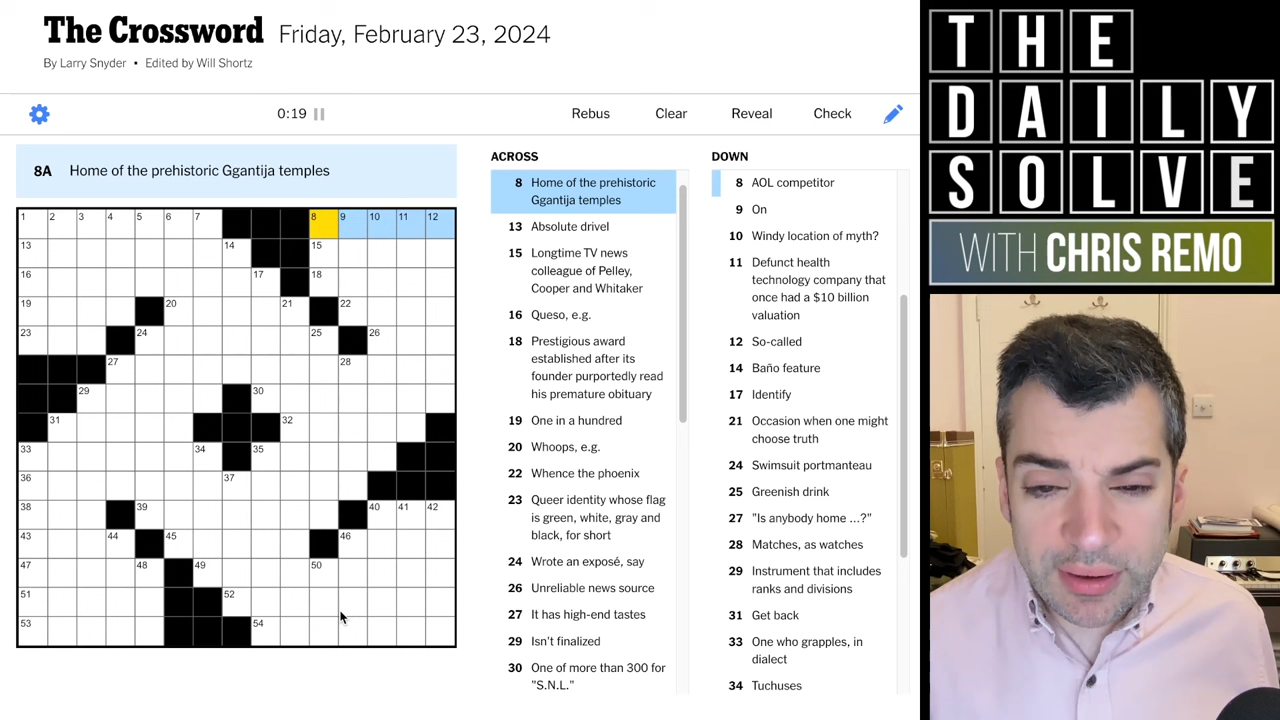 The Crossword Friday, February 23, 2024
By Larry Snyder • Edited by Will Shortz
0:19
Rebus Clear Reveal Check
8A Home of the prehistoric Ggantija temples
1 2 3 4 5 6 7 8 9 10 11 12
13 14 15
16 17 18
19 20 21 22
23 24 25 26
27 28
29 30
31 32
33 34 35
36 37
38 39 40 41 42
43 44 45 46
47 48 49 50
51 52
53 54
ACROSS
8 Home of the prehistoric
Ggantija temples
13 Absolute drivel
15 Longtime TV news
colleague of Pelley,
Cooper and Whitaker
16 Queso, e.g.
18 Prestigious award
established after its
founder purportedly read
his premature obituary
19 One in a hundred
20 Whoops, e.g.
22 Whence the phoenix
23 Queer identity whose flag
is green, white, gray and
black, for short
24 Wrote an exposé, say
26 Unreliable news source
27 It has high-end tastes
29 Isn't finalized
30 One of more than 300 for
"S.N.L."
DOWN
8 AOL competitor
9 On
10 Windy location of myth?
11 Defunct health
technology company that
once had a $10 billion
valuation
12 So-called
14 Baño feature
17 Identify
21 Occasion when one might
choose truth
24 Swimsuit portmanteau
25 Greenish drink
27 "Is anybody home ...?"
28 Matches, as watches
29 Instrument that includes
ranks and divisions
31 Get back
33 One who grapples, in
dialect
34 Tuchuses
THE
DAILY
SOLVE
WITH CHRIS REMO